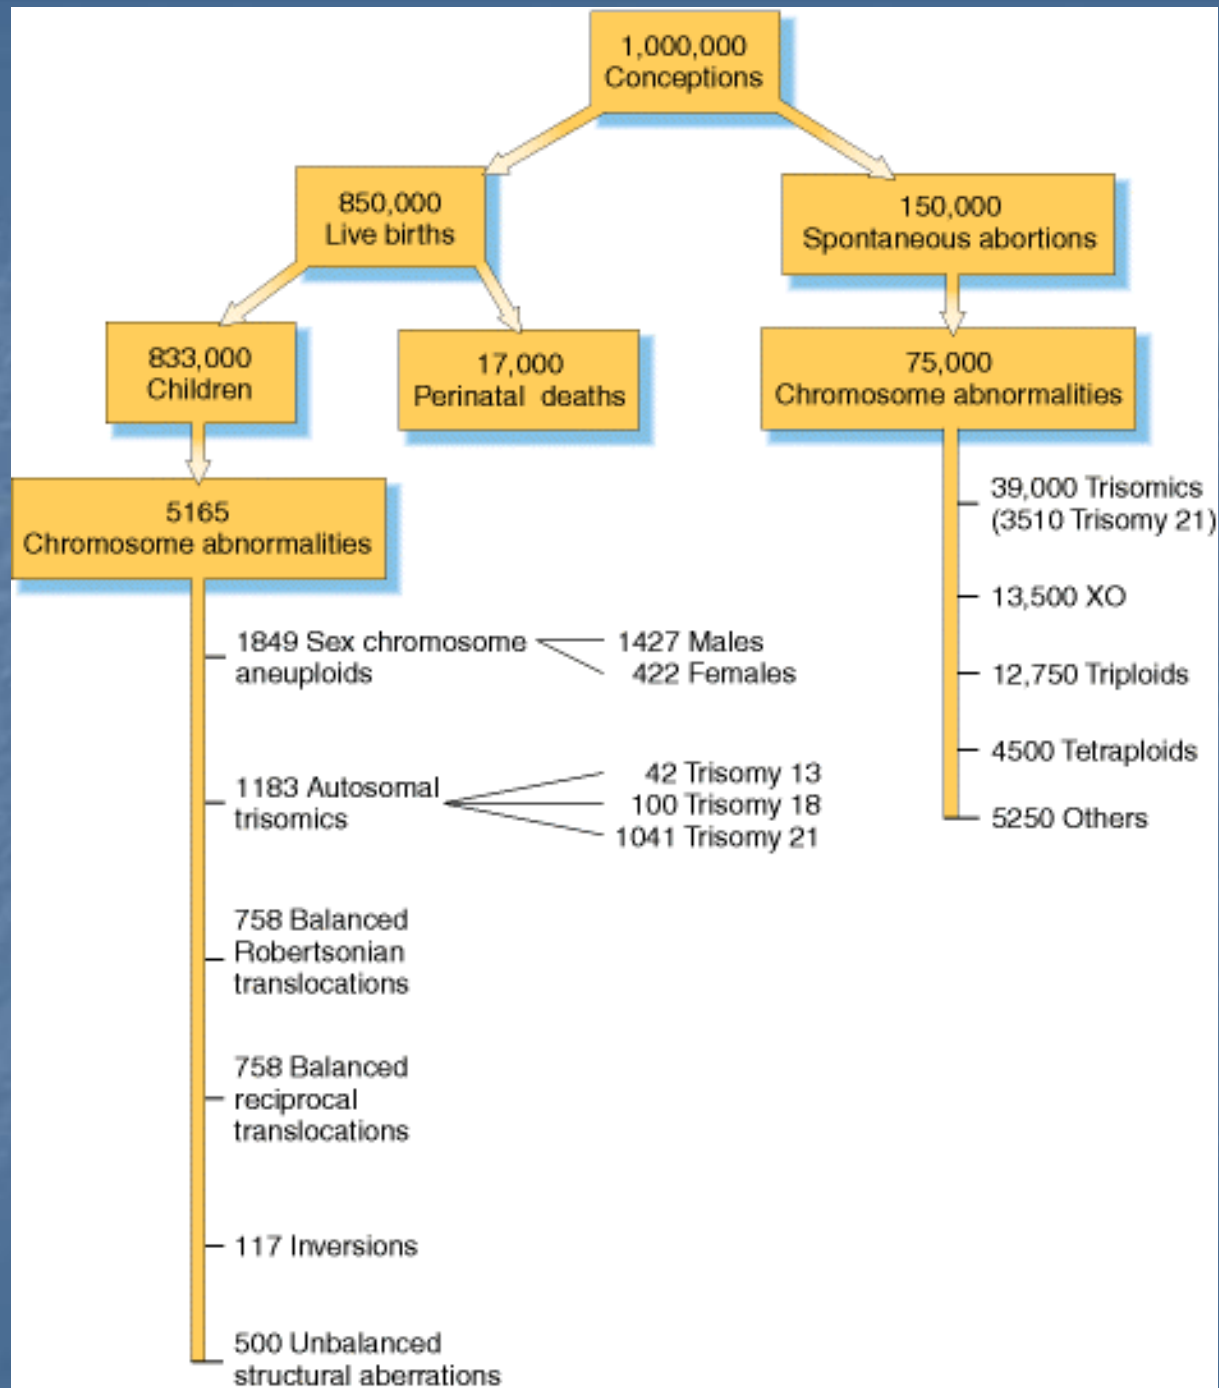 1,000,000
Conceptions
850,000
Live births
150,000
Spontaneous abortions
833,000
Children
17,000
Perinatal deaths
75,000
Chromosome abnormalities
5165
Chromosome abnormalities
39,000 Trisomics
(3510 Trisomy 21)
13,500 XO
12,750 Triploids
4500 Tetraploids
5250 Others
1849 Sex chromosome
aneuploids
1427 Males
422 Females
1183 Autosomal
trisomics
42 Trisomy 13
100 Trisomy 18
1041 Trisomy 21
758 Balanced
Robertsonian
translocations
758 Balanced
reciprocal
translocations
117 Inversions
500 Unbalanced
structural aberrations